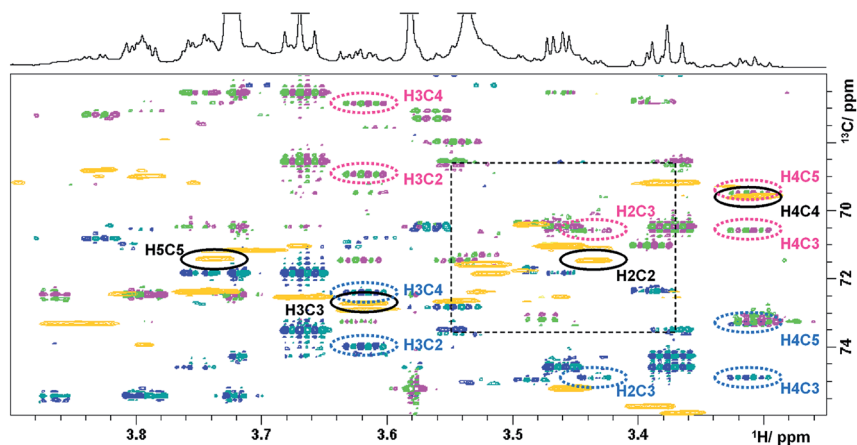 H3C4
¹³C/ ppm
H3C2
H4C5
70
H4C4
H2C3
H4C3
H5C5
72
H3C4
H2C2
H3C3
H4C5
H3C2
74
H2C3
H4C3
3.8 3.7 3.6 3.5 3.4 ¹H/ ppm